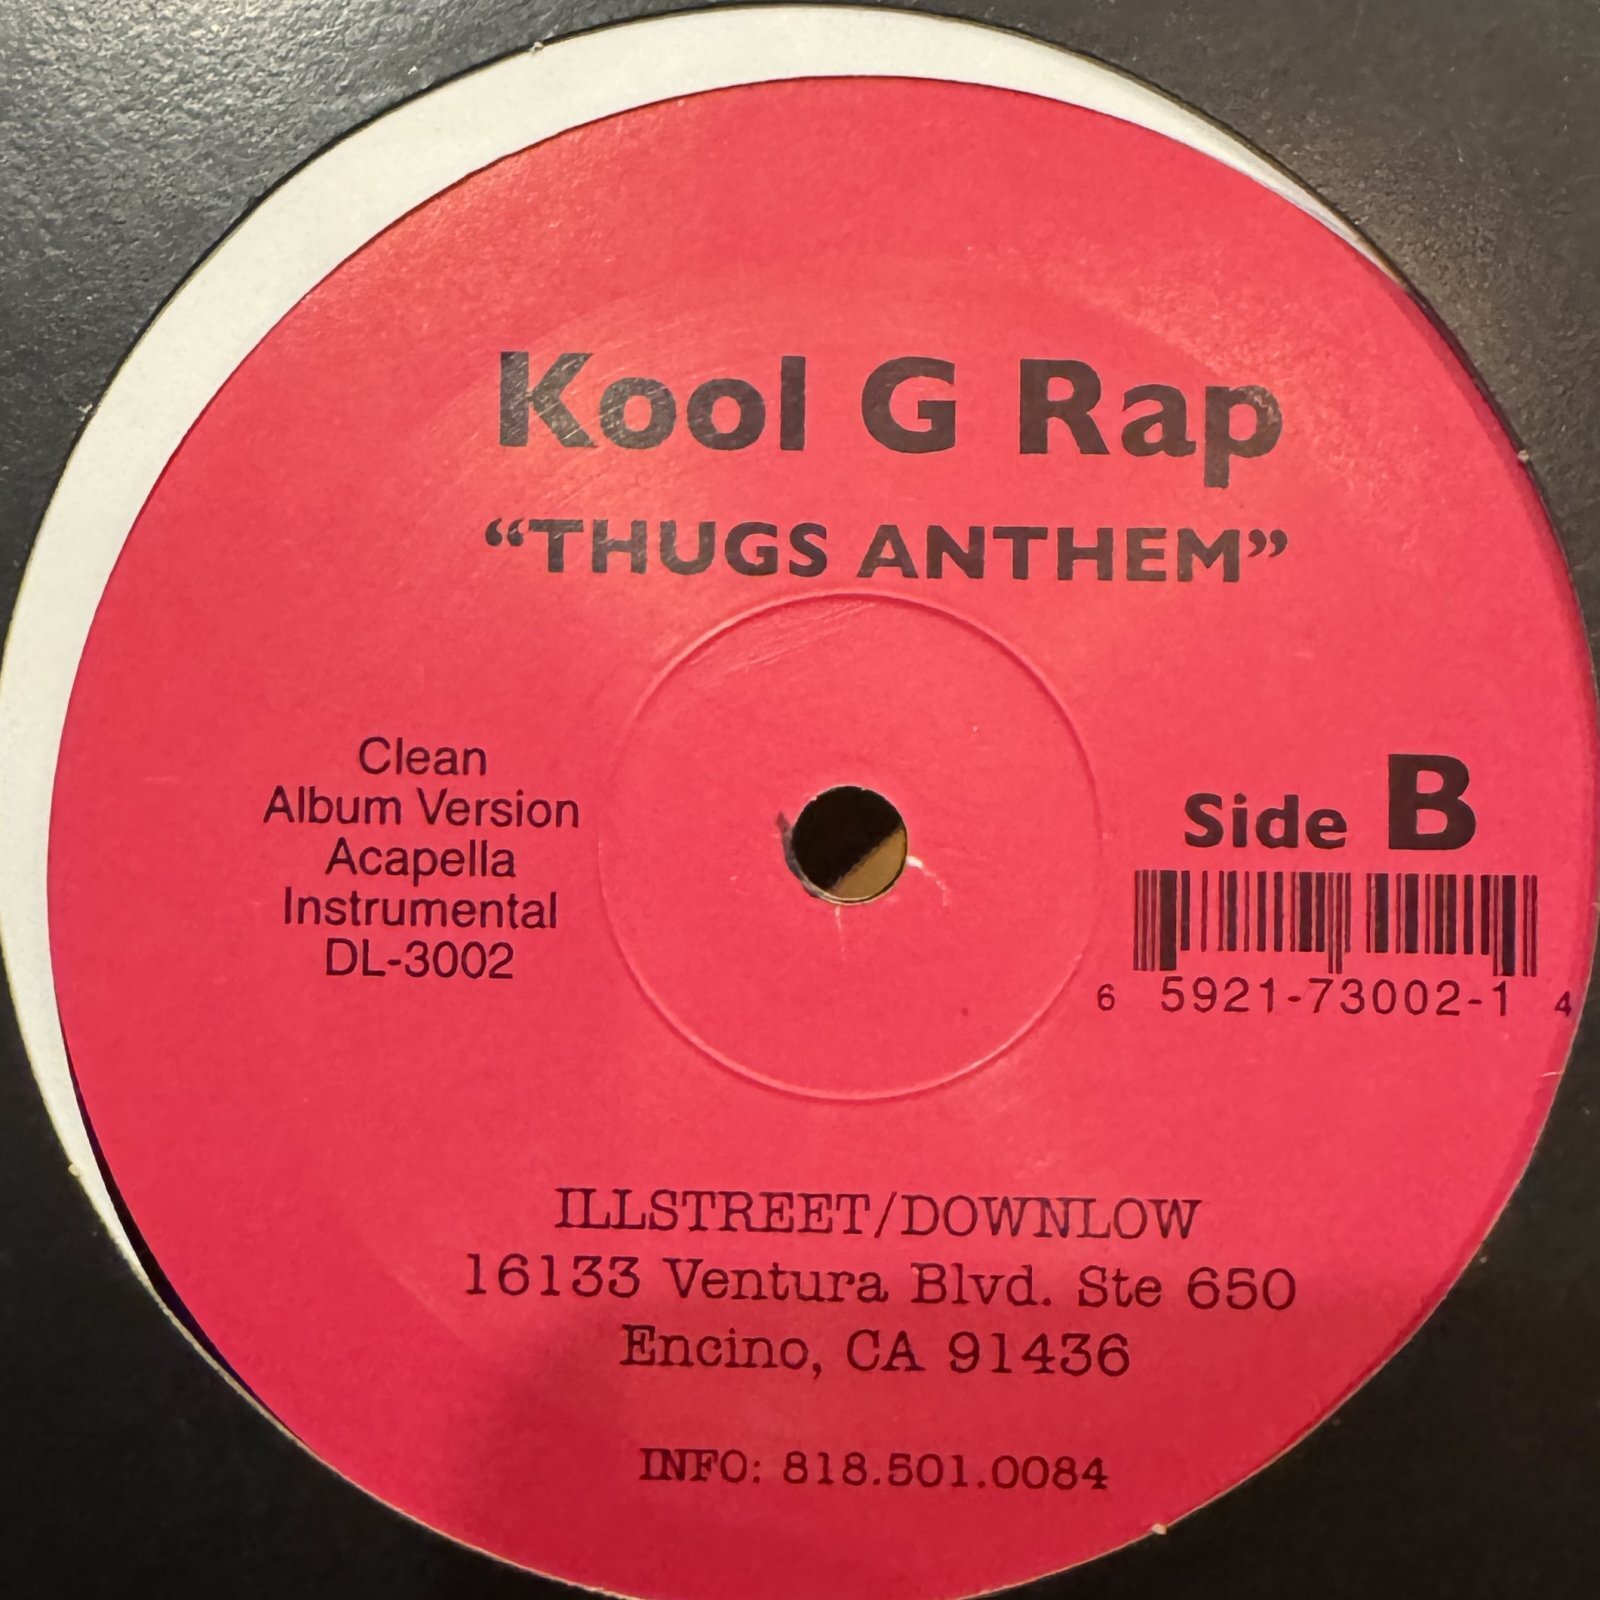 Kool G Rap
“THUGS ANTHEM”
Clean
Album Version
Acapella
Instrumental
DL-3002
Side B
6 5921-73002-1 4
ILLSTREET/DOWNLOW
16133 Ventura Blvd. Ste 650
Encino, CA 91436
INFO: 818.501.0084